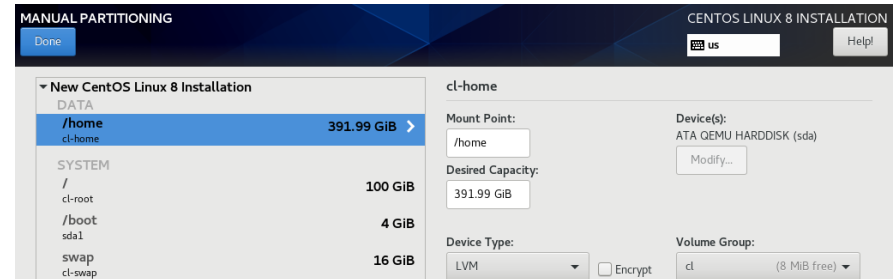 MANUAL PARTITIONING
CENTOS LINUX 8 INSTALLATION
Done
us
Help!
New CentOS Linux 8 Installation
DATA
/home
391.99 GiB
cl-home
SYSTEM
/
100 GiB
cl-root
/boot
4 GiB
sda1
swap
16 GiB
cl-swap
cl-home
Mount Point:
/home
Desired Capacity:
391.99 GiB
Device(s):
ATA QEMU HARDDISK (sda)
Modify...
Device Type:
LVM
Encrypt
Volume Group:
cl (8 MiB free)